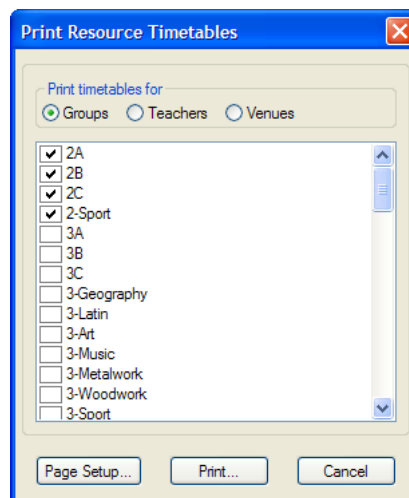 Print Resource Timetables
Print timetables for
Groups Teachers Venues
2A
2B
2C
2-Sport
3A
3B
3C
3-Geography
3-Latin
3-Art
3-Music
3-Metalwork
3-Woodwork
3-Sport
Page Setup... Print... Cancel